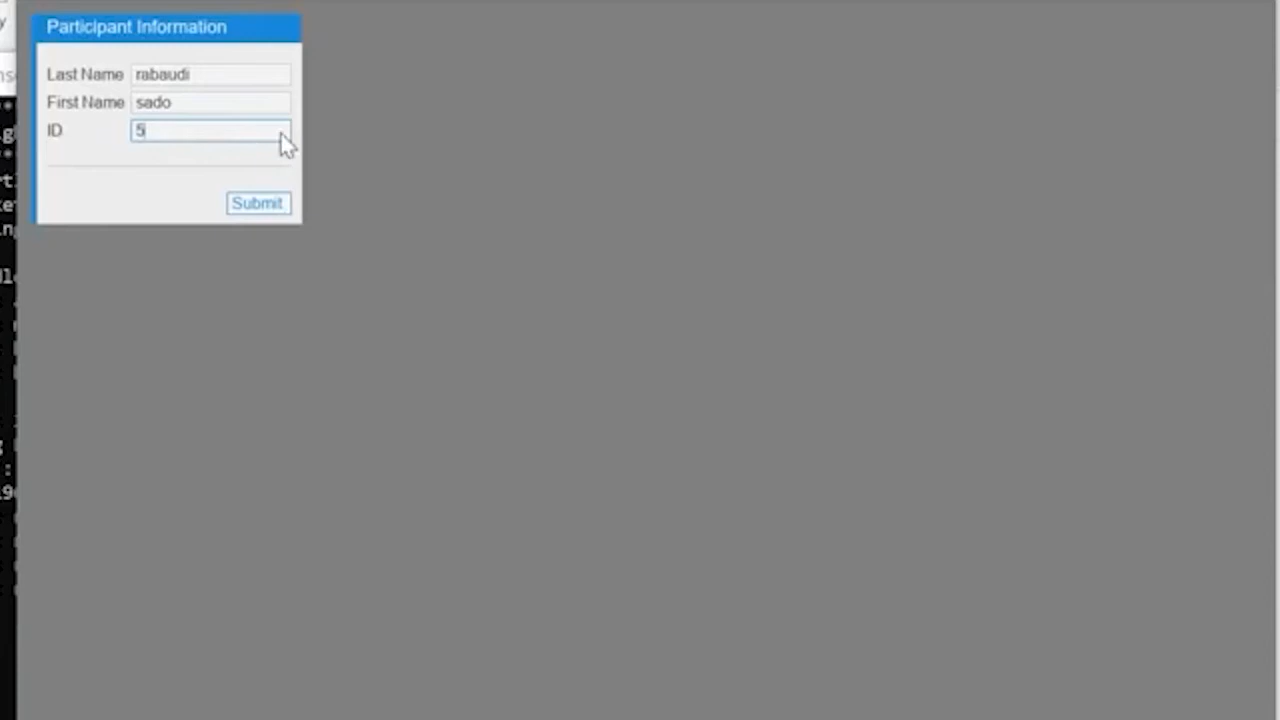 Participant Information
Last Name rabaudi
First Name sado
ID 5
Submit